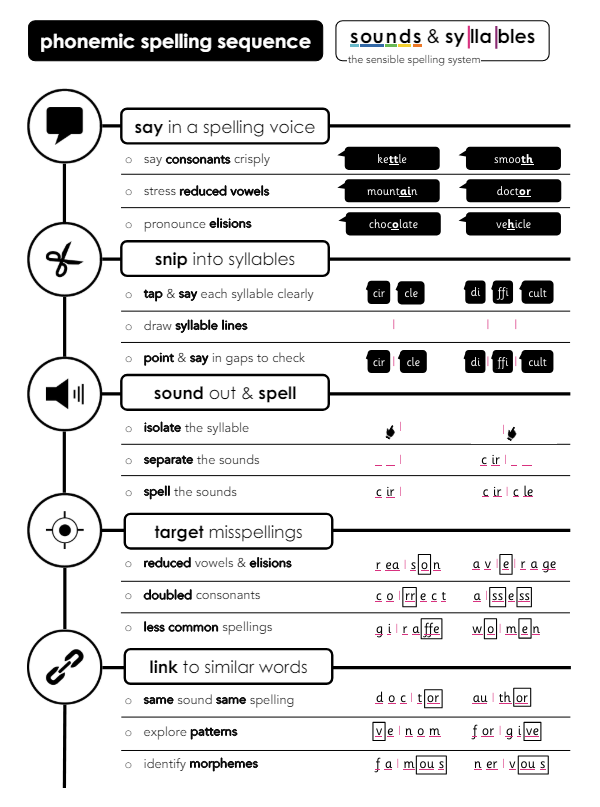 phonemic spelling sequence
sounds & sy|lla|bles
the sensible spelling system
say in a spelling voice
say consonants crisply kettle smooth
stress reduced vowels mountain doctor
pronounce elisions chocolate vehicle
snip into syllables
tap & say each syllable clearly cir cle di ffi cult
draw syllable lines | | |
point & say in gaps to check cir | cle di | ffi | cult
sound out & spell
isolate the syllable | |
separate the sounds _ _ | c ir | _ _
spell the sounds c ir | c ir | c le
target misspellings
reduced vowels & elisions r ea | s o n a v | e | r a ge
doubled consonants c o | rr e c t a | ss e ss
less common spellings g i | r a ffe w o | m e n
link to similar words
same sound same spelling d o c | t or au | th or
explore patterns v e | n o m f or | g i ve
identify morphemes f a | m ou s n er | v ou s